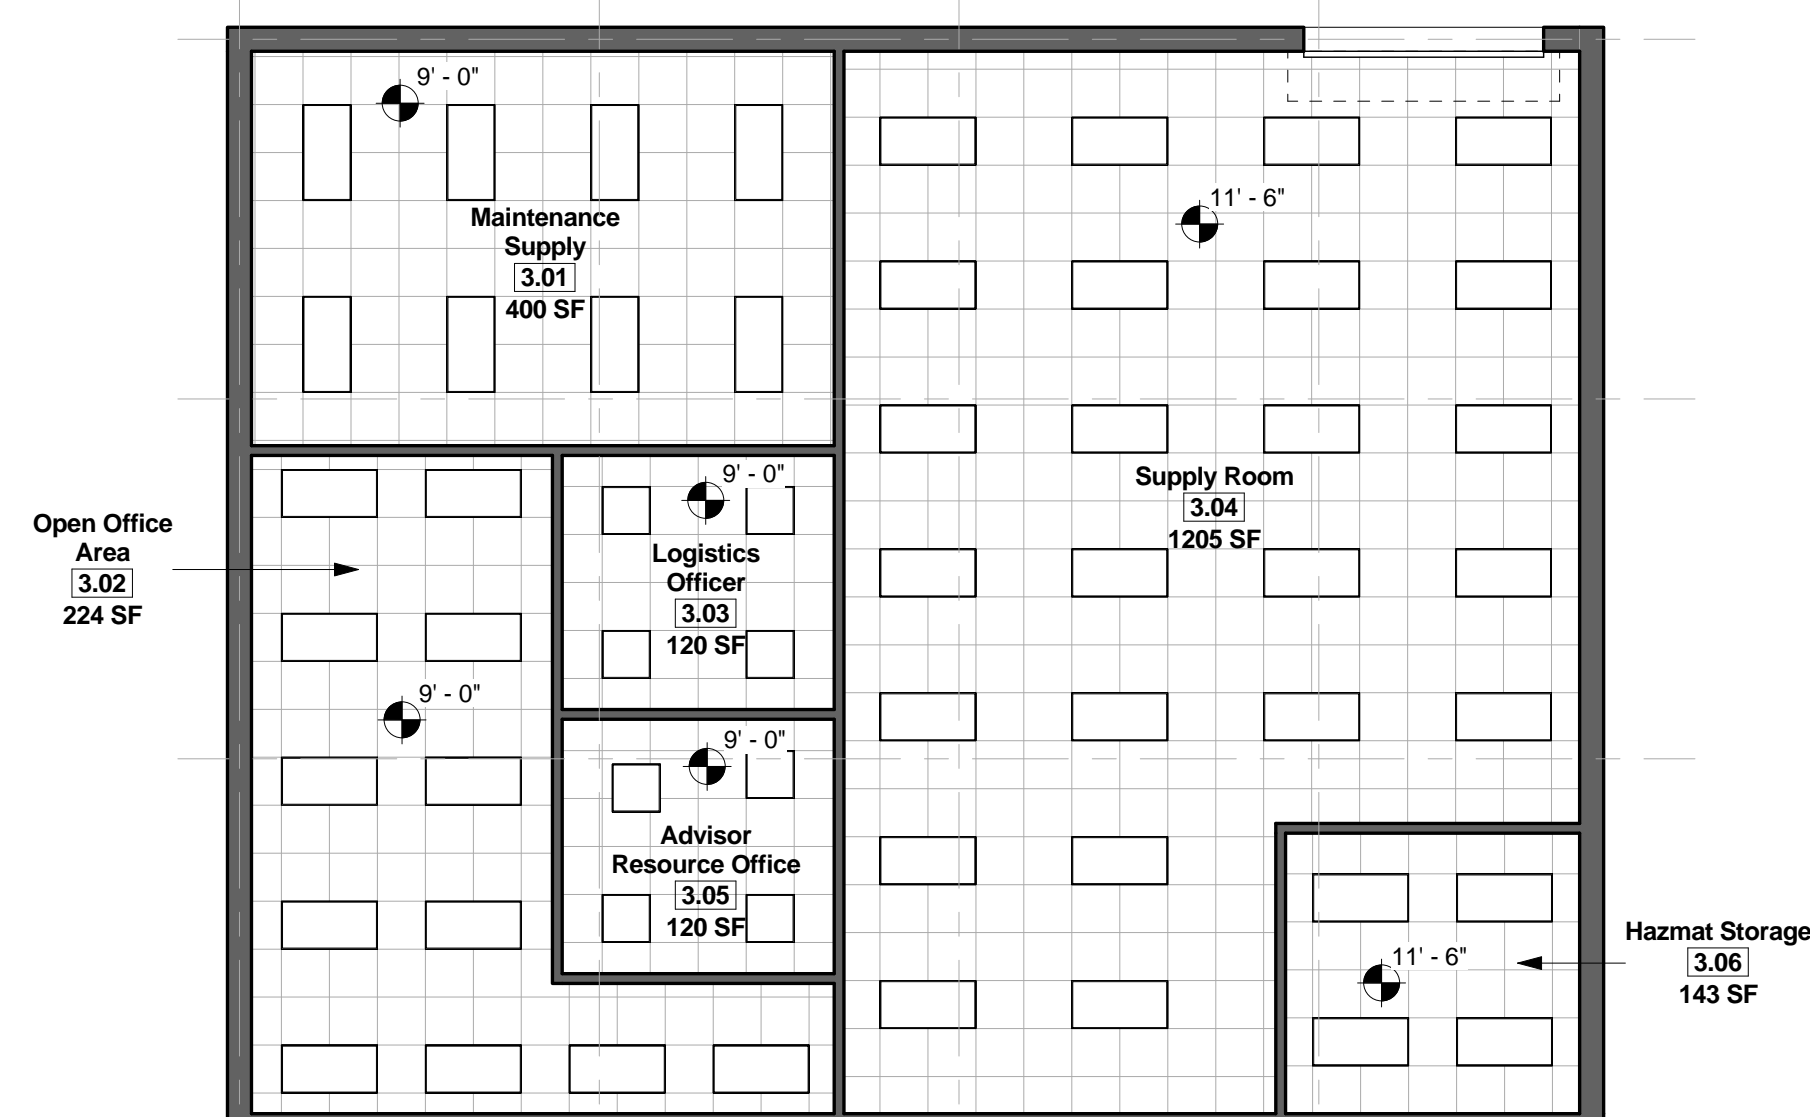 9' - 0"
Maintenance
Supply
3.01
400 SF
11' - 6"
Open Office
Area
3.02
224 SF
9' - 0"
9' - 0"
Logistics
Officer
3.03
120 SF
Supply Room
3.04
1205 SF
9' - 0"
Advisor
Resource Office
3.05
120 SF
11' - 6"
Hazmat Storage
3.06
143 SF